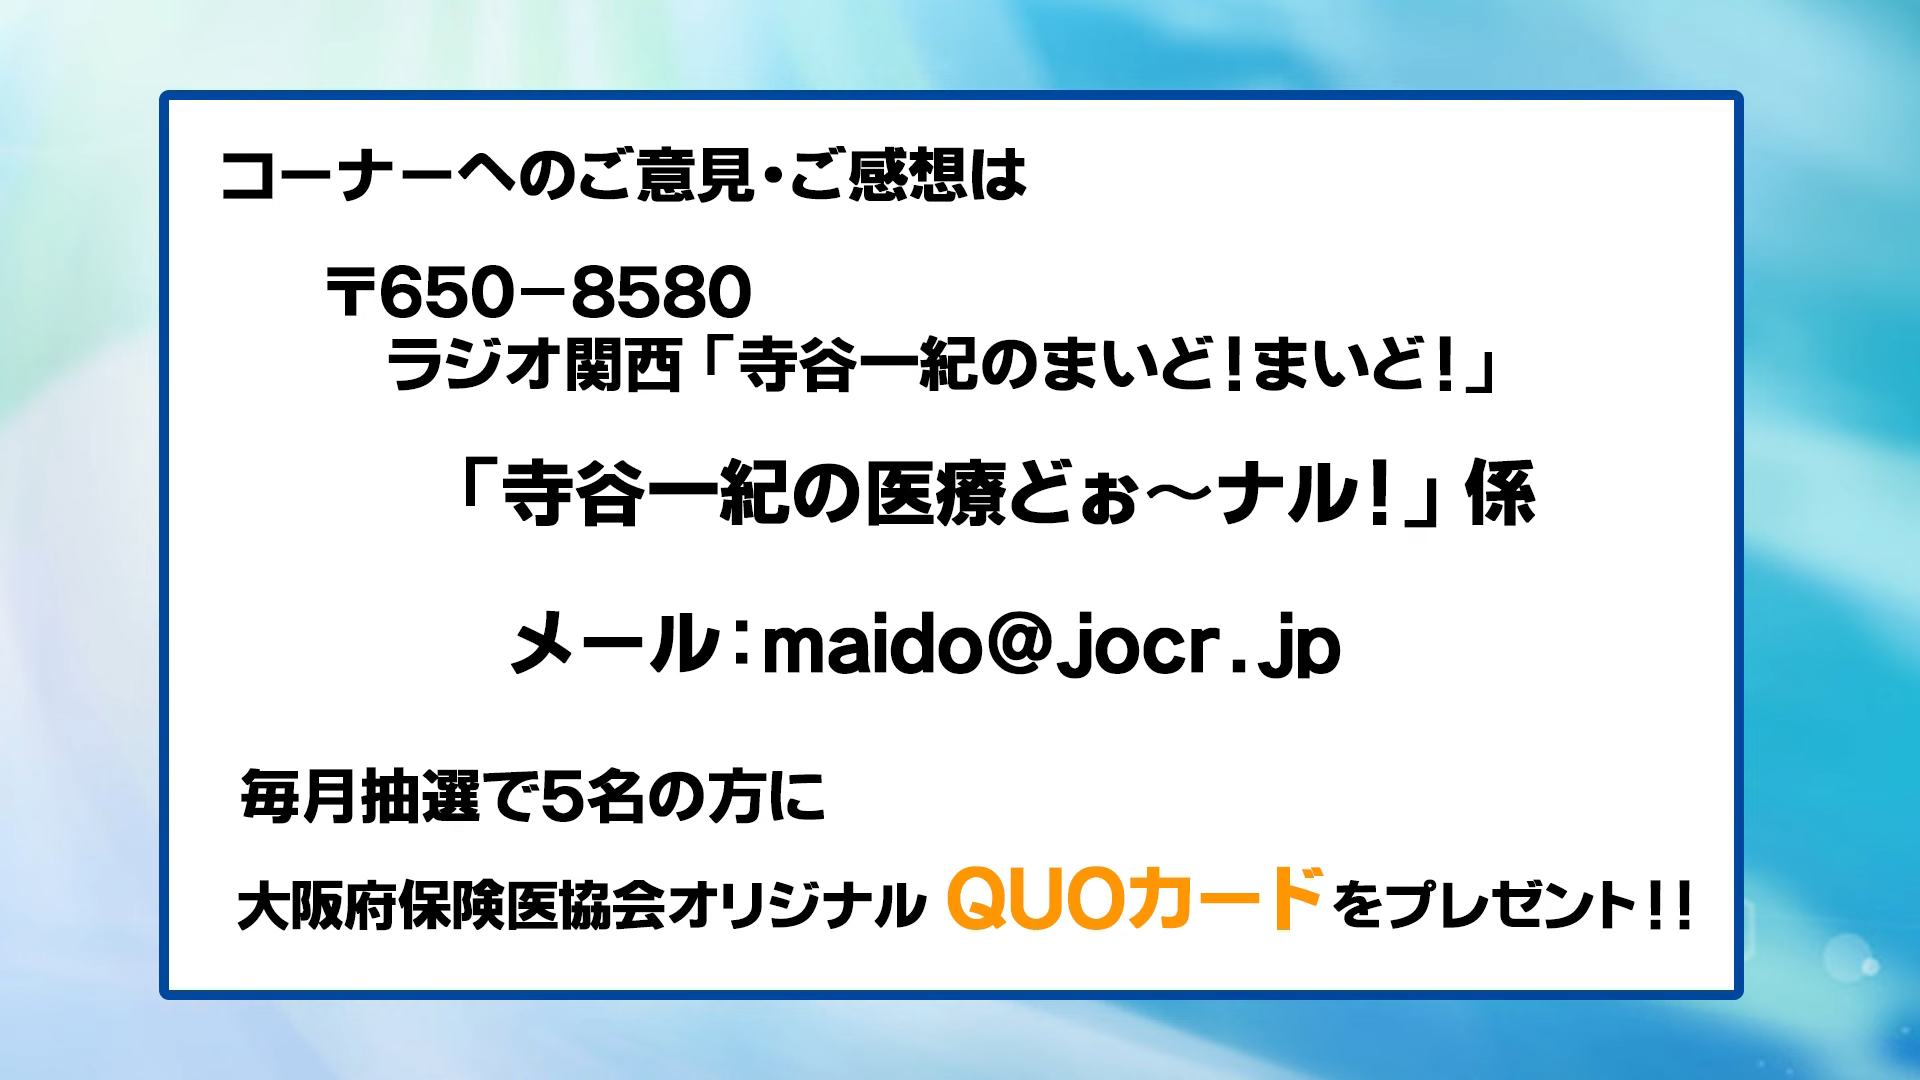 コーナーへのご意見・ご感想は
〒650－8580
ラジオ関西「寺谷一紀のまいど！まいど！」
「寺谷一紀の医療どぉ～ナル！」係
メール：maido@jocr.jp
毎月抽選で5名の方に
大阪府保険医協会オリジナル QUOカードをプレゼント！！